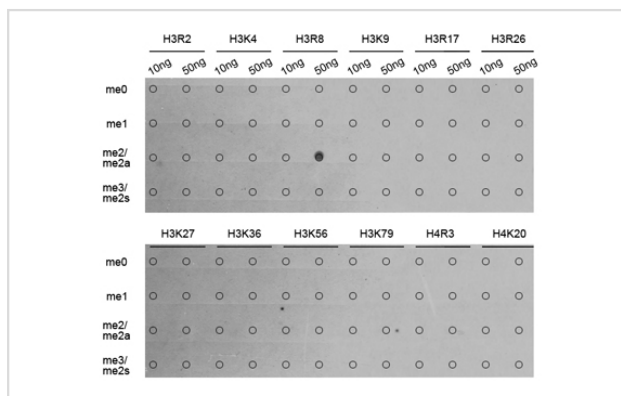 H3R2 H3K4 H3R8 H3K9 H3R17 H3R26
10ng 50ng 10ng 50ng 10ng 50ng 10ng 50ng 10ng 50ng 10ng 50ng
me0
me1
me2/
me2a
me3/
me2s
H3K27 H3K36 H3K56 H3K79 H4R3 H4K20
me0
me1
me2/
me2a
me3/
me2s